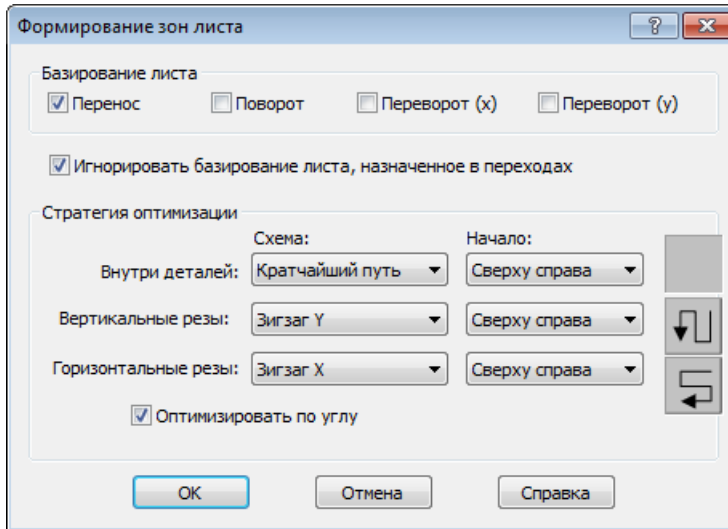 Формирование зон листа
?
Базирование листа
Перенос Поворот Переворот (x) Переворот (y)
Игнорировать базирование листа, назначенное в переходах
Стратегия оптимизации
Схема: Начало:
Внутри деталей: Кратчайший путь Сверху справа
Вертикальные резы: Зигзаг Y Сверху справа
Горизонтальные резы: Зигзаг X Сверху справа
Оптимизировать по углу
OK Отмена Справка